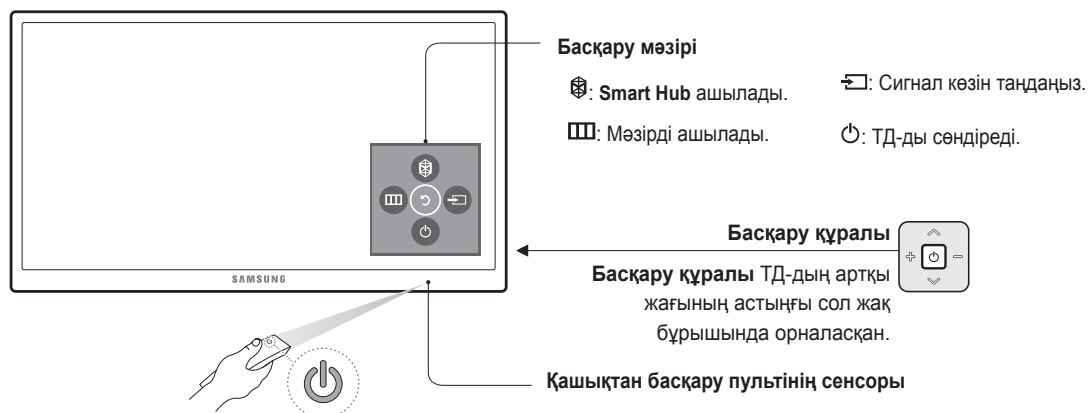 Басқару мәзірі
: Smart Hub ашылады.
: Сигнал көзін таңдаңыз.
: Мәзірді ашылады.
: ТД-ды сөндіреді.
Басқару құралы
Басқару құралы ТД-дың артқы
жағының астыңғы сол жақ
бұрышында орналасқан.
SAMSUNG
Қашықтан басқару пультінің сенсоры